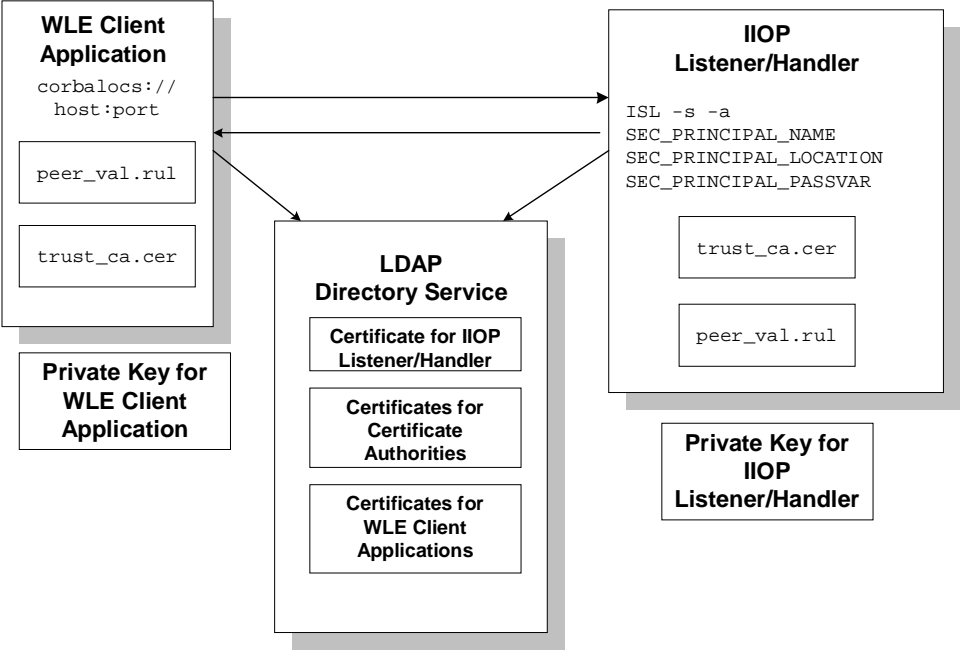 WLE Client
Application
corbalocs://
host:port
peer_val.rul
trust_ca.cer
Private Key for
WLE Client
Application
LDAP
Directory Service
Certificate for IIOP
Listener/Handler
Certificates for
Certificate
Authorities
Certificates for
WLE Client
Applications
IIOP
Listener/Handler
ISL -s -a
SEC_PRINCIPAL_NAME
SEC_PRINCIPAL_LOCATION
SEC_PRINCIPAL_PASSVAR
trust_ca.cer
peer_val.rul
Private Key for
IIOP
Listener/Handler